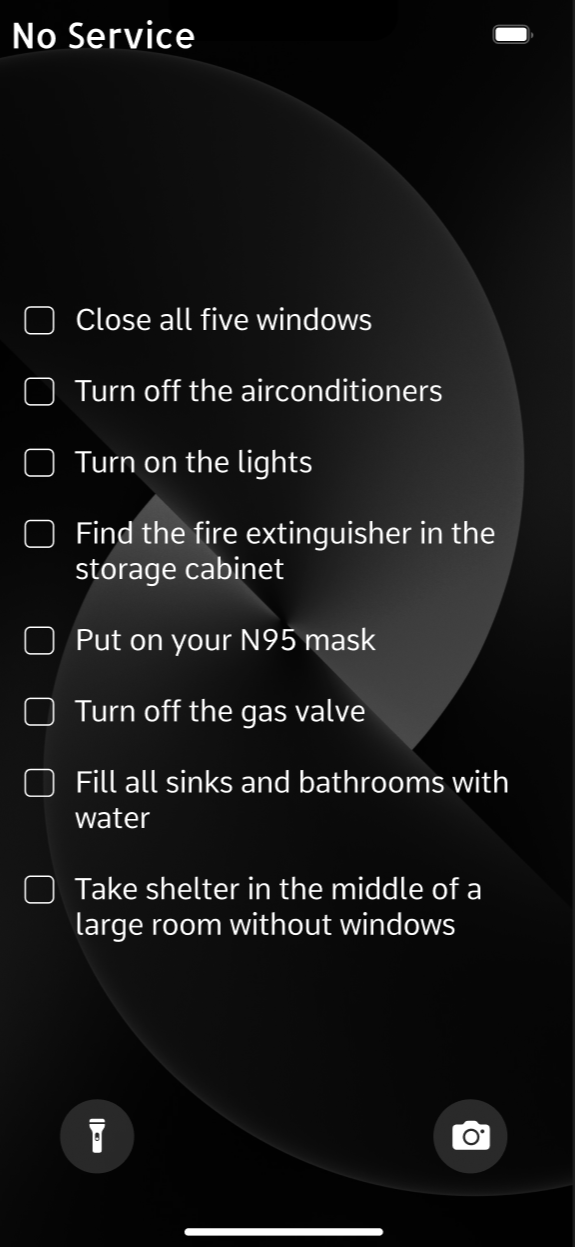 No Service
Close all five windows
Turn off the airconditioners
Turn on the lights
Find the fire extinguisher in the
storage cabinet
Put on your N95 mask
Turn off the gas valve
Fill all sinks and bathrooms with
water
Take shelter in the middle of a
large room without windows